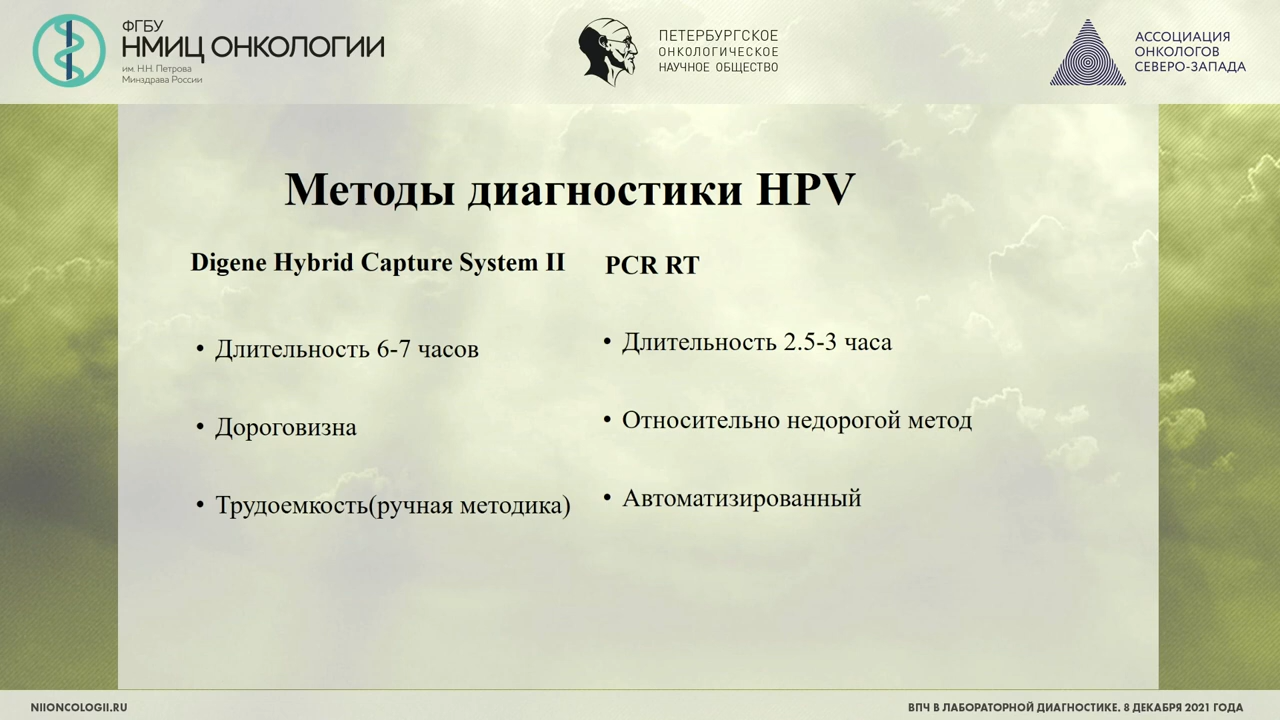 ФГБУ
НМИЦ ОНКОЛОГИИ
им. Н.Н. Петрова
Минздрава России
ПЕТЕРБУРГСКОЕ
ОНКОЛОГИЧЕСКОЕ
НАУЧНОЕ ОБЩЕСТВО
АССОЦИАЦИЯ
ОНКОЛОГОВ
СЕВЕРО-ЗАПАДА
Методы диагностики HPV
Digene Hybrid Capture System II
• Длительность 6-7 часов
• Дороговизна
• Трудоемкость(ручная методика)
PCR RT
• Длительность 2.5-3 часа
• Относительно недорогой метод
• Автоматизированный
NIIONCOLOGII.RU
ВПЧ В ЛАБОРАТОРНОЙ ДИАГНОСТИКЕ. 8 ДЕКАБРЯ 2021 ГОДА